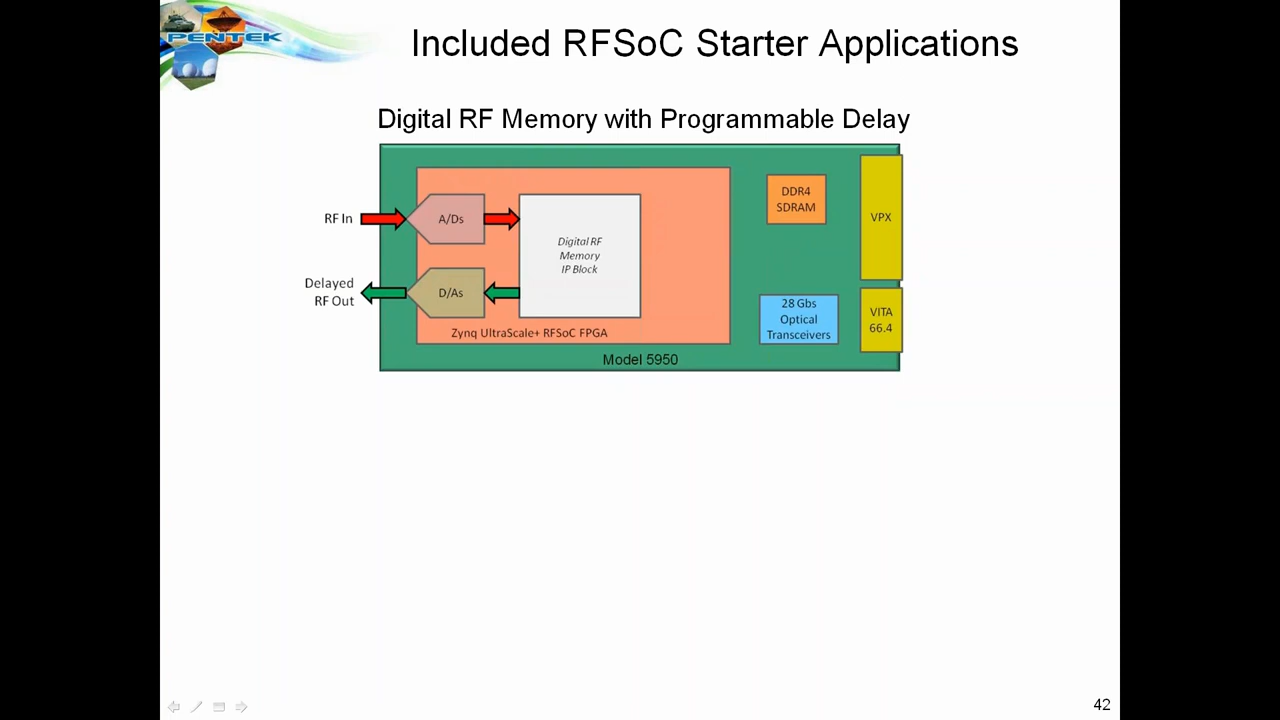 PENTEK
Included RFSoC Starter Applications
Digital RF Memory with Programmable Delay
RF In
A/Ds
Digital RF
Memory
IP Block
DDR4
SDRAM
VPX
Delayed
RF Out
D/As
28 Gbs
Optical
Transceivers
VITA
66.4
Zynq UltraScale+ RFSoC FPGA
Model 5950
42